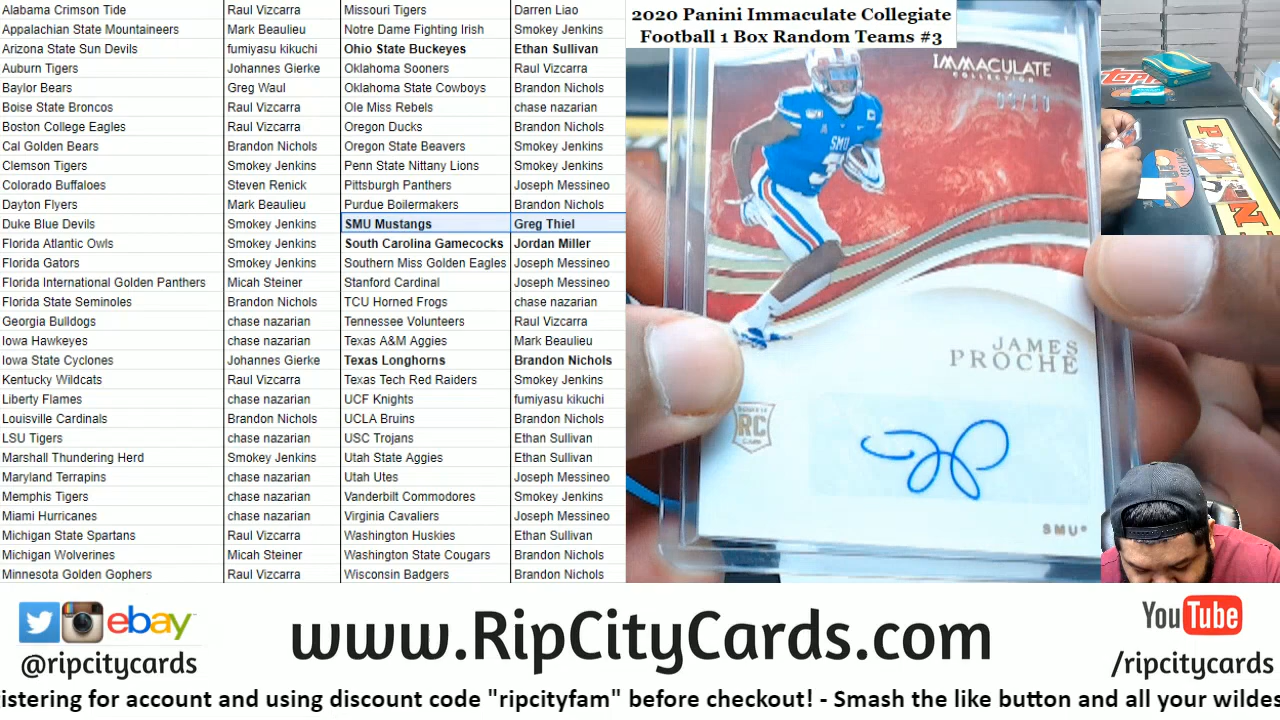 Alabama Crimson Tide Raul Vizcarra Missouri Tigers Darren Liao
Appalachian State Mountaineers Mark Beaulieu Notre Dame Fighting Irish Smokey Jenkins
Arizona State Sun Devils fumiyasu kikuchi Ohio State Buckeyes Ethan Sullivan
Auburn Tigers Johannes Gierke Oklahoma Sooners Raul Vizcarra
Baylor Bears Greg Waul Oklahoma State Cowboys Brandon Nichols
Boise State Broncos Raul Vizcarra Ole Miss Rebels chase nazarian
Boston College Eagles Raul Vizcarra Oregon Ducks Brandon Nichols
Cal Golden Bears Brandon Nichols Oregon State Beavers Smokey Jenkins
Clemson Tigers Smokey Jenkins Penn State Nittany Lions Smokey Jenkins
Colorado Buffaloes Steven Renick Pittsburgh Panthers Joseph Messineo
Dayton Flyers Mark Beaulieu Purdue Boilermakers Brandon Nichols
Duke Blue Devils Smokey Jenkins SMU Mustangs Greg Thiel
Florida Atlantic Owls Smokey Jenkins South Carolina Gamecocks Jordan Miller
Florida Gators Smokey Jenkins Southern Miss Golden Eagles Joseph Messineo
Florida International Golden Panthers Micah Steiner Stanford Cardinal Joseph Messineo
Florida State Seminoles Brandon Nichols TCU Horned Frogs chase nazarian
Georgia Bulldogs chase nazarian Tennessee Volunteers Raul Vizcarra
Iowa Hawkeyes chase nazarian Texas A&M Aggies Mark Beaulieu
Iowa State Cyclones Johannes Gierke Texas Longhorns Brandon Nichols
Kentucky Wildcats Raul Vizcarra Texas Tech Red Raiders Smokey Jenkins
Liberty Flames chase nazarian UCF Knights fumiyasu kikuchi
Louisville Cardinals Brandon Nichols UCLA Bruins Brandon Nichols
LSU Tigers chase nazarian USC Trojans Ethan Sullivan
Marshall Thundering Herd Smokey Jenkins Utah State Aggies Ethan Sullivan
Maryland Terrapins chase nazarian Utah Utes Joseph Messineo
Memphis Tigers chase nazarian Vanderbilt Commodores Smokey Jenkins
Miami Hurricanes chase nazarian Virginia Cavaliers Joseph Messineo
Michigan State Spartans Raul Vizcarra Washington Huskies Ethan Sullivan
Michigan Wolverines Micah Steiner Washington State Cougars Brandon Nichols
Minnesota Golden Gophers Raul Vizcarra Wisconsin Badgers Brandon Nichols
2020 Panini Immaculate Collegiate
Football 1 Box Random Teams #3
IMMACULATE
COLLECTION
SMU
3
JAMES
PROCHE
RC
CARD
SMU
TOPPS
ebay
@ripcitycards
www.RipCityCards.com
YouTube
/ripcitycards
istering for account and using discount code "ripcityfam" before checkout! - Smash the like button and all your wildes